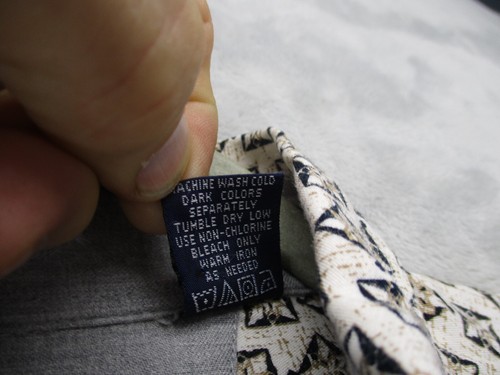 MACHINE WASH COLD
DARK COLORS
SEPARATELY
TUMBLE DRY LOW
USE NON-CHLORINE
BLEACH ONLY
WARM IRON
AS NEEDED